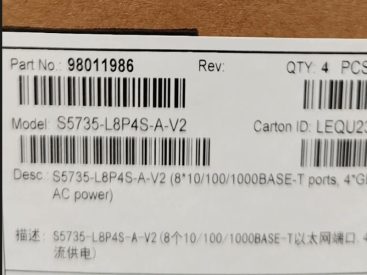 Part No.: 98011986 Rev: QTY: 4 PCS
Model: S5735-L8P4S-A-V2 Carton ID: LEQU23
Desc.: S5735-L8P4S-A-V2 (8*10/100/1000BASE-T ports, 4*G
AC power)
描述: S5735-L8P4S-A-V2(8个10/100/1000BASE-T以太网端口,
流供电)